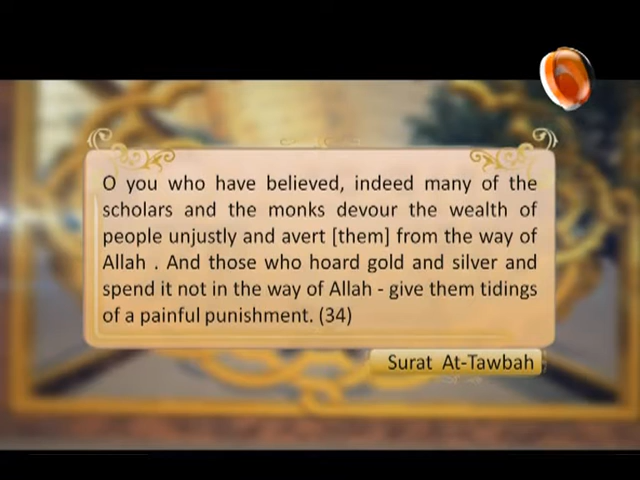 O you who have believed, indeed many of the
scholars and the monks devour the wealth of
people unjustly and avert [them] from the way of
Allah . And those who hoard gold and silver and
spend it not in the way of Allah - give them tidings
of a painful punishment. (34)
Surat At-Tawbah